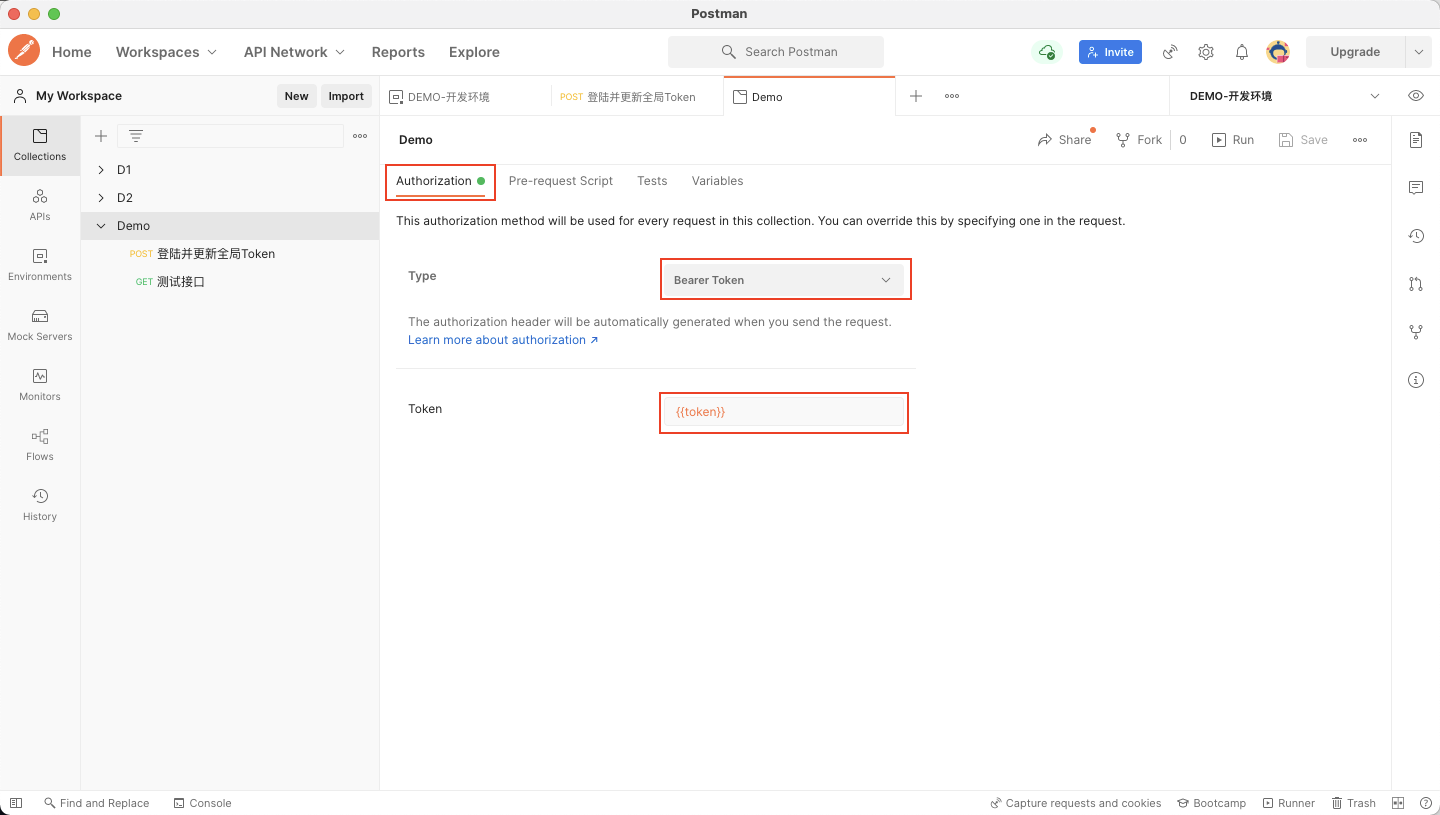 Postman
Home Workspaces API Network Reports Explore Search Postman Invite Upgrade
My Workspace New Import DEMO-开发环境 POST 登陆并更新全局Token Demo DEMO-开发环境
Collections
APIs
Environments
Mock Servers
Monitors
Flows
History
D1
D2
Demo
POST 登陆并更新全局Token
GET 测试接口
Demo Share Fork 0 Run Save
Authorization Pre-request Script Tests Variables
This authorization method will be used for every request in this collection. You can override this by specifying one in the request.
Type Bearer Token
The authorization header will be automatically generated when you send the request.
Learn more about authorization ↗
Token {{token}}
Find and Replace Console Capture requests and cookies Bootcamp Runner Trash